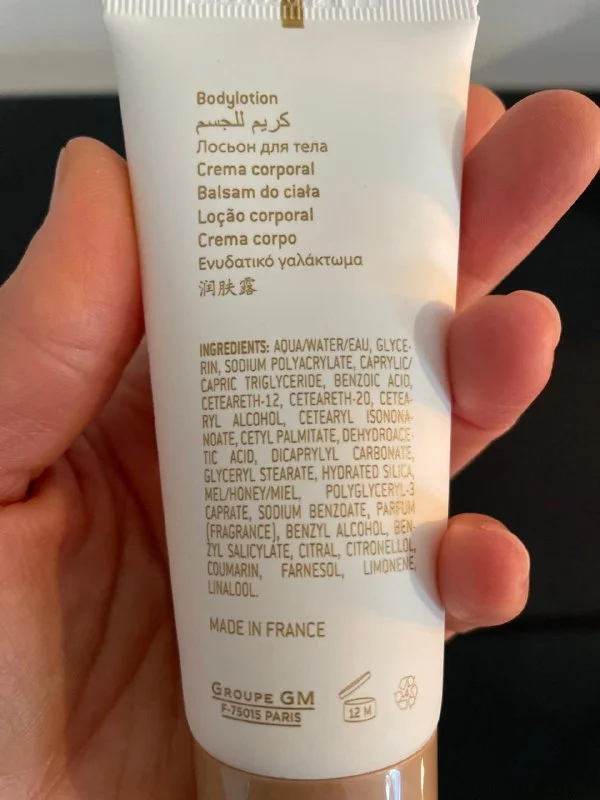 Bodylotion
كريم للجسم
Лосьон для тела
Crema corporal
Balsam do ciała
Loção corporal
Crema corpo
Ενυδατικό γαλάκτωμα
润肤露
INGREDIENTS: AQUA/WATER/EAU, GLYCE-
RIN, SODIUM POLYACRYLATE, CAPRYLIC/
CAPRIC TRIGLYCERIDE, BENZOIC ACID,
CETEARETH-12, CETEARETH-20, CETEA-
RYL ALCOHOL, CETEARYL ISONONA-
NOATE, CETYL PALMITATE, DEHYDROACE-
TIC ACID, DICAPRYLYL CARBONATE,
GLYCERYL STEARATE, HYDRATED SILICA,
MEL/HONEY/MIEL, POLYGLYCERYL-3
CAPRATE, SODIUM BENZOATE, PARFUM
(FRAGRANCE), BENZYL ALCOHOL, BEN-
ZYL SALICYLATE, CITRAL, CITRONELLOL,
COUMARIN, FARNESOL, LIMONENE,
LINALOOL.
MADE IN FRANCE
GROUPE GM
F-75015 PARIS
12 M